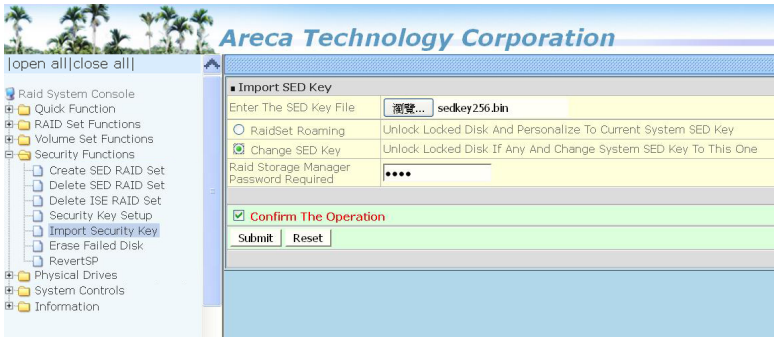 Areca Technology Corporation
|open all|close all|
Raid System Console
Quick Function
RAID Set Functions
Volume Set Functions
Security Functions
Create SED RAID Set
Delete SED RAID Set
Delete ISE RAID Set
Security Key Setup
Import Security Key
Erase Failed Disk
RevertSP
Physical Drives
System Controls
Information
Import SED Key
Enter The SED Key File 瀏覽... sedkey256.bin
RaidSet Roaming Unlock Locked Disk And Personalize To Current System SED Key
Change SED Key Unlock Locked Disk If Any And Change System SED Key To This One
Raid Storage Manager
Password Required ••••
Confirm The Operation
Submit Reset